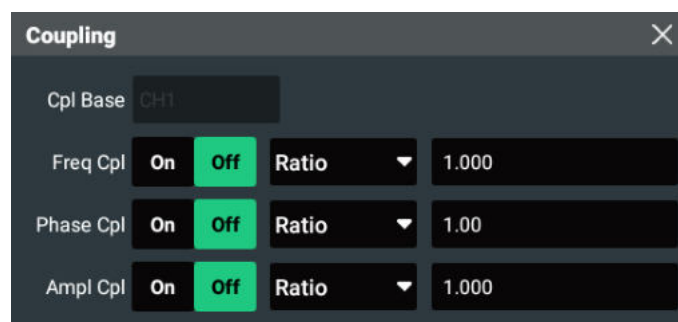 Coupling
Cpl Base CH1
Freq Cpl On Off Ratio 1.000
Phase Cpl On Off Ratio 1.00
Ampl Cpl On Off Ratio 1.000